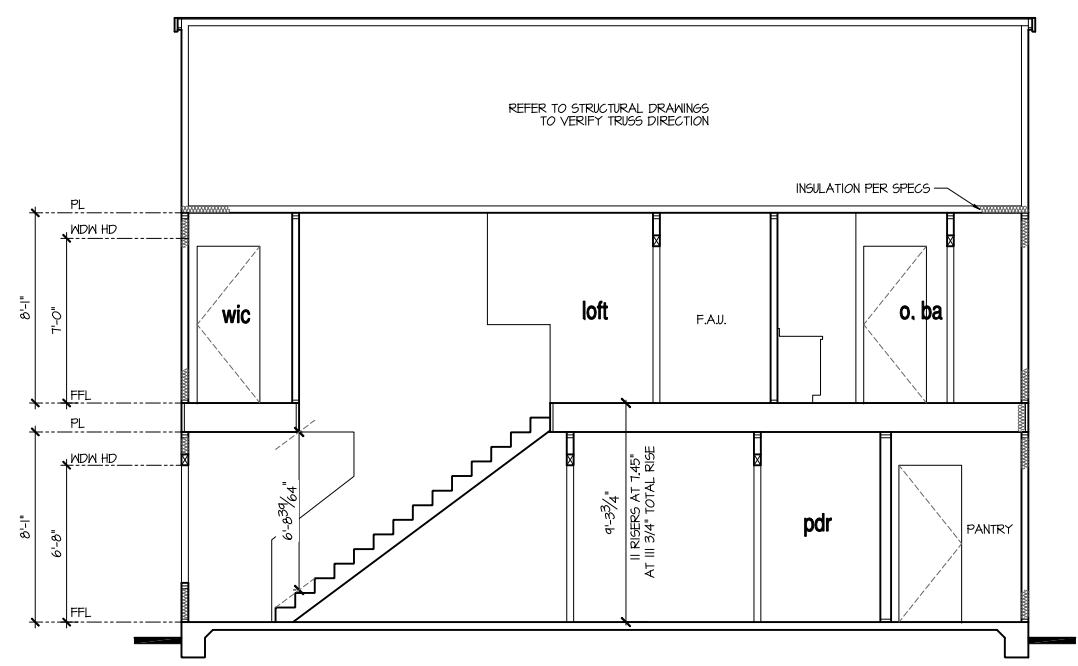 REFER TO STRUCTURAL DRAWINGS
TO VERIFY TRUSS DIRECTION
INSULATION PER SPECS
PL
WDW HD
8'-1"
7'-0"
wic
loft
F.A.U.
o. ba
FFL
PL
WDW HD
8'-1"
6'-8"
6'-8 39/64"
9'-3 3/4"
11 RISERS AT 7.45"
AT 111 3/4" TOTAL RISE
pdr
PANTRY
FFL